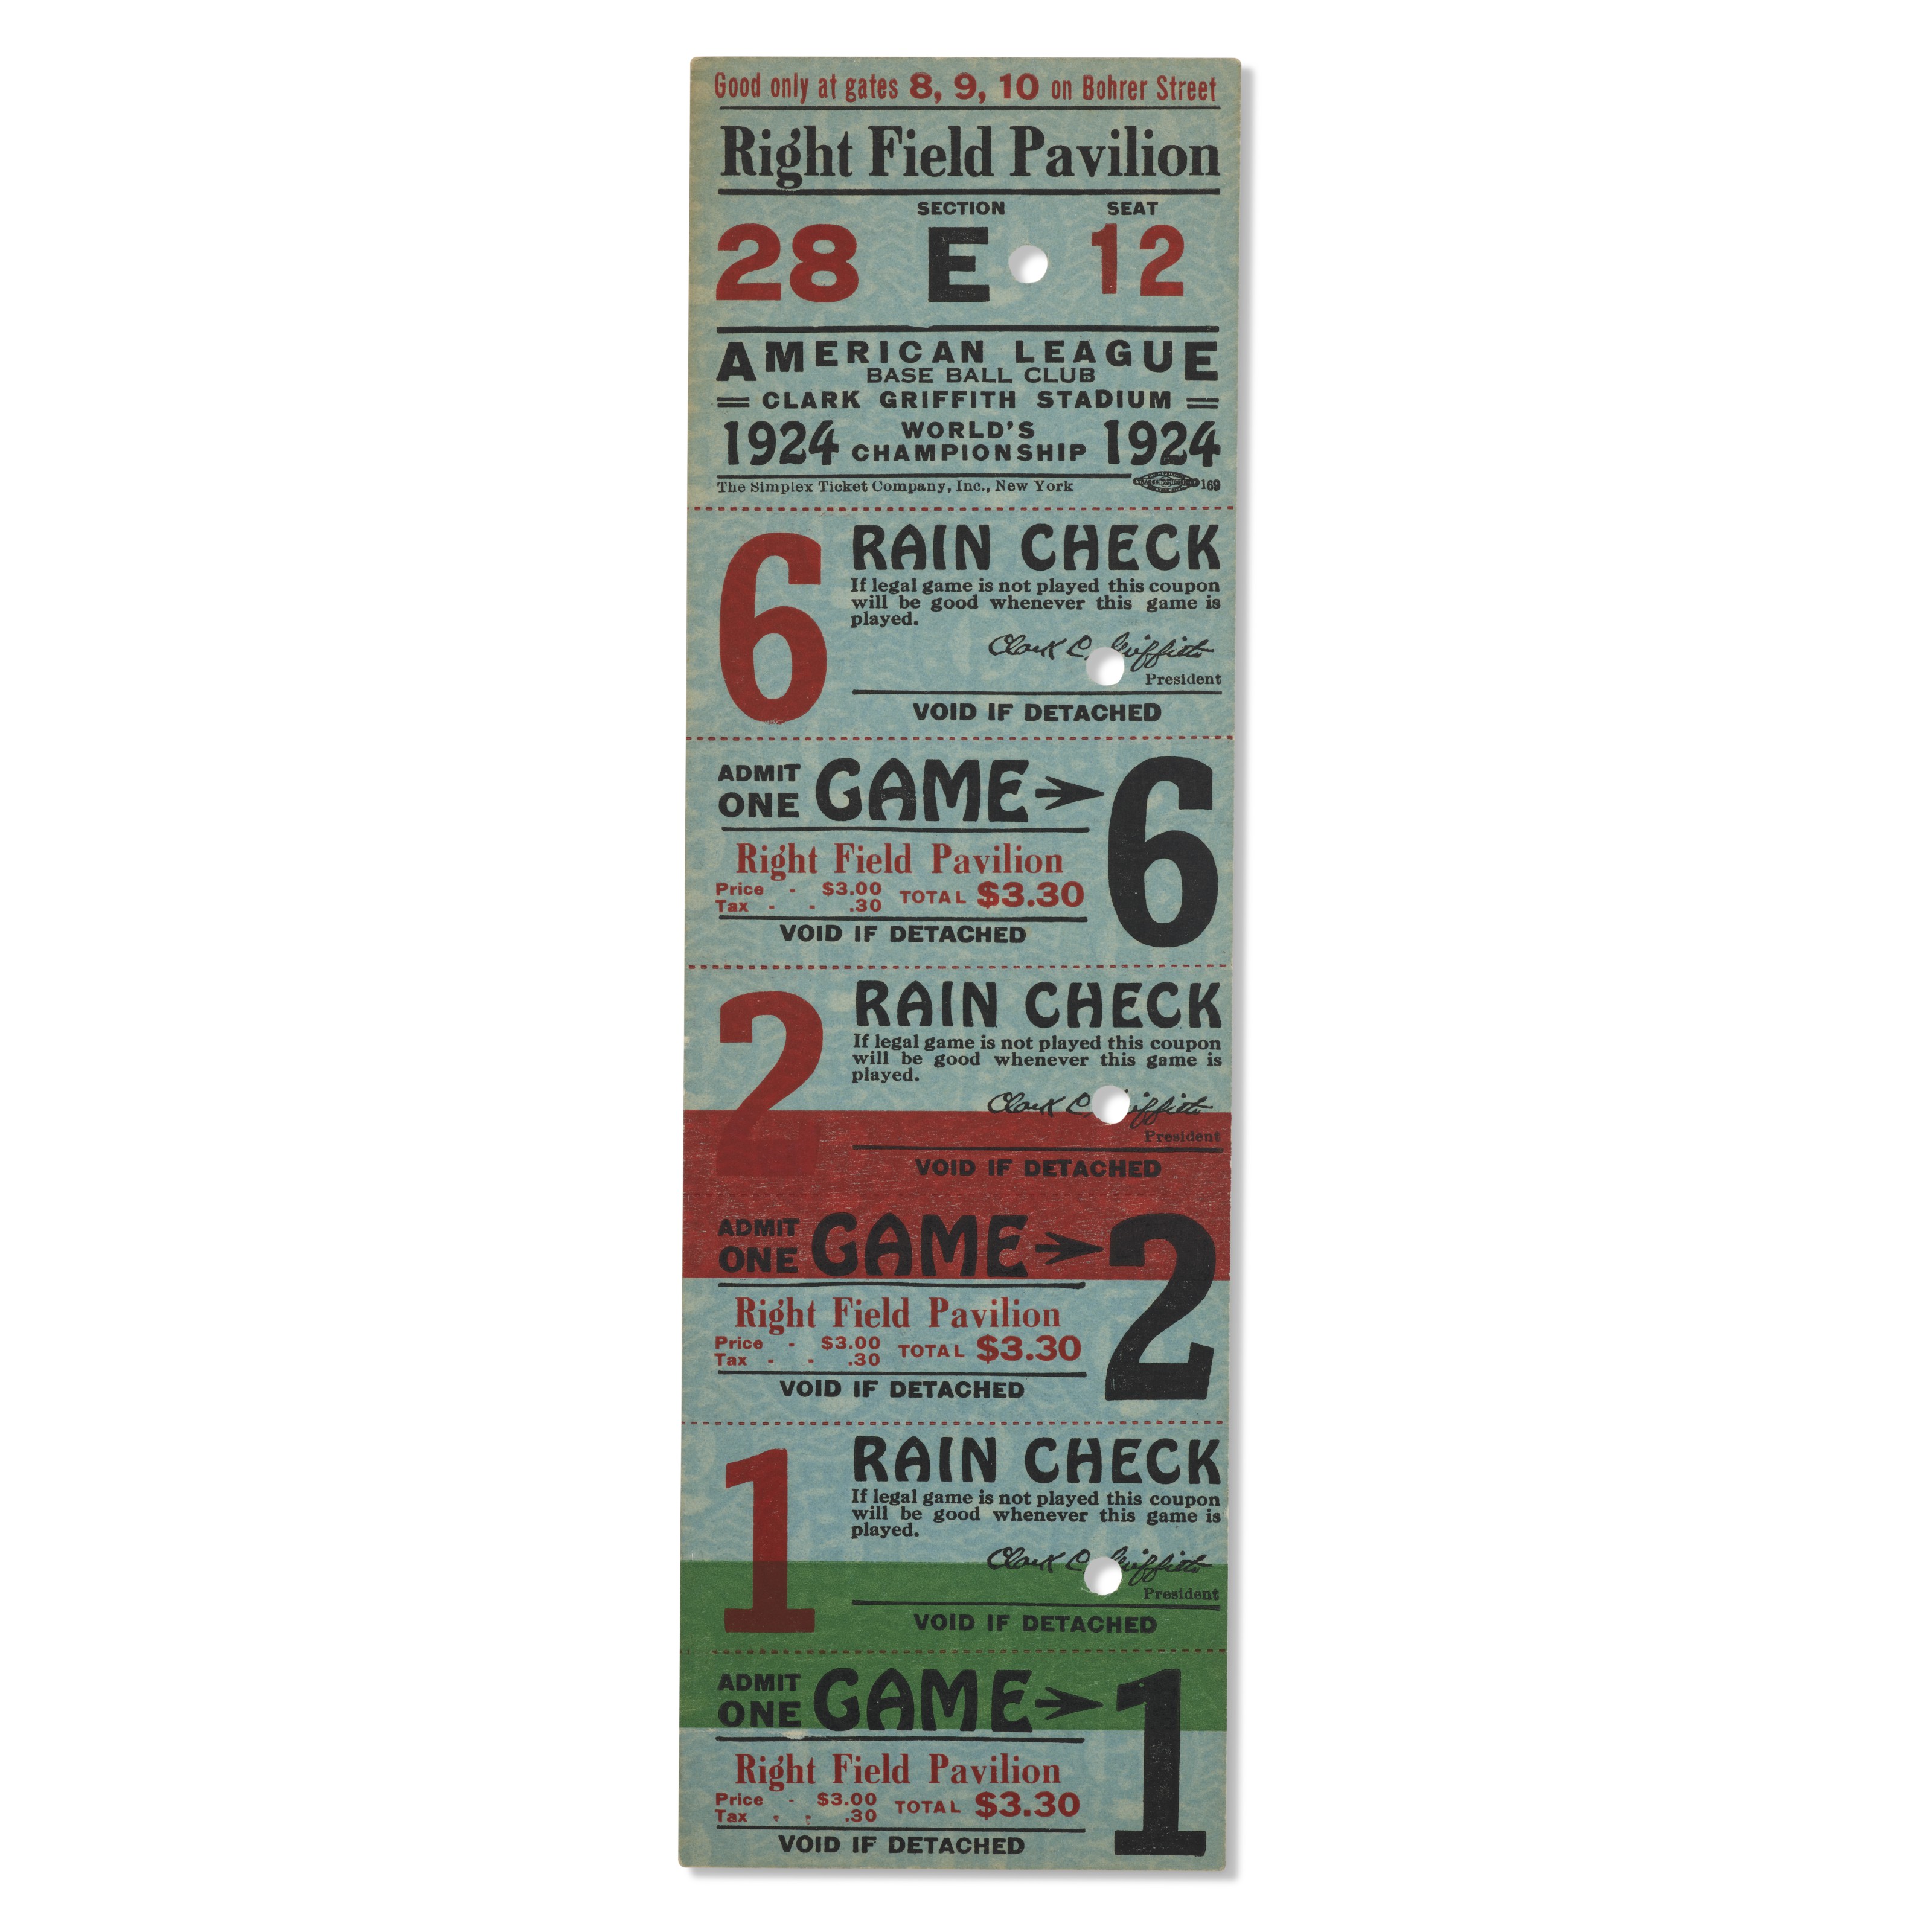 Good only at gates 8, 9, 10 on Bohrer Street
Right Field Pavilion
SECTION SEAT
28 E 12
AMERICAN LEAGUE
BASE BALL CLUB
CLARK GRIFFITH STADIUM
1924 WORLD'S CHAMPIONSHIP 1924
The Simplex Ticket Company, Inc., New York 169
6 RAIN CHECK
If legal game is not played this coupon
will be good whenever this game is
played.
Clark C. Griffith
President
VOID IF DETACHED
ADMIT ONE GAME 6
Right Field Pavilion
Price - $3.00 TOTAL $3.30
Tax - - .30
VOID IF DETACHED
2 RAIN CHECK
If legal game is not played this coupon
will be good whenever this game is
played.
Clark C. Griffith
President
VOID IF DETACHED
ADMIT ONE GAME 2
Right Field Pavilion
Price - $3.00 TOTAL $3.30
Tax - - .30
VOID IF DETACHED
1 RAIN CHECK
If legal game is not played this coupon
will be good whenever this game is
played.
Clark C. Griffith
President
VOID IF DETACHED
ADMIT ONE GAME 1
Right Field Pavilion
Price - $3.00 TOTAL $3.30
Tax - - .30
VOID IF DETACHED